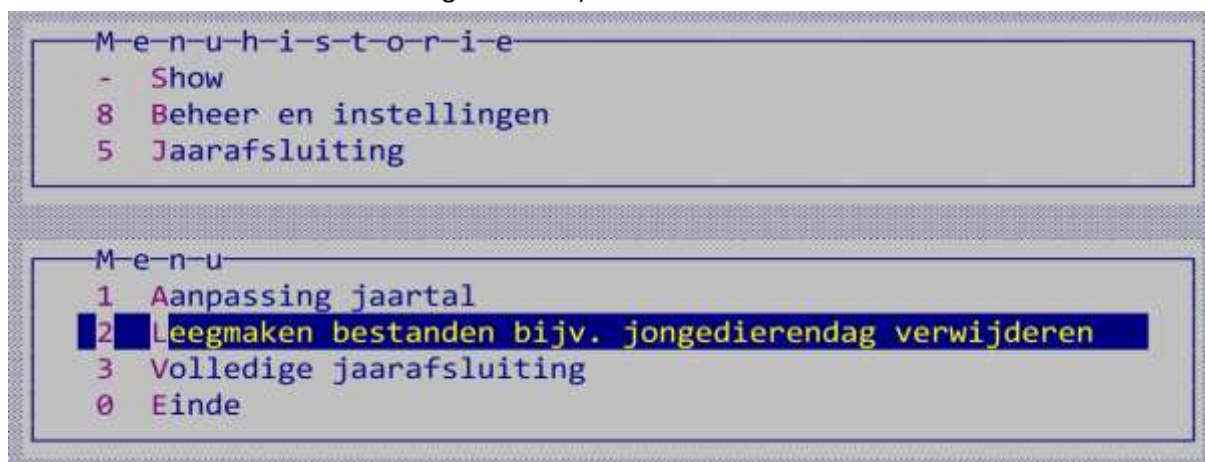 M-e-n-u-h-i-s-t-o-r-i-e
- Show
8 Beheer en instellingen
5 Jaarafsluiting
M-e-n-u
1 Aanpassing jaartal
2 Leegmaken bestanden bijv. jongedierendag verwijderen
3 Volledige jaarafsluiting
0 Einde